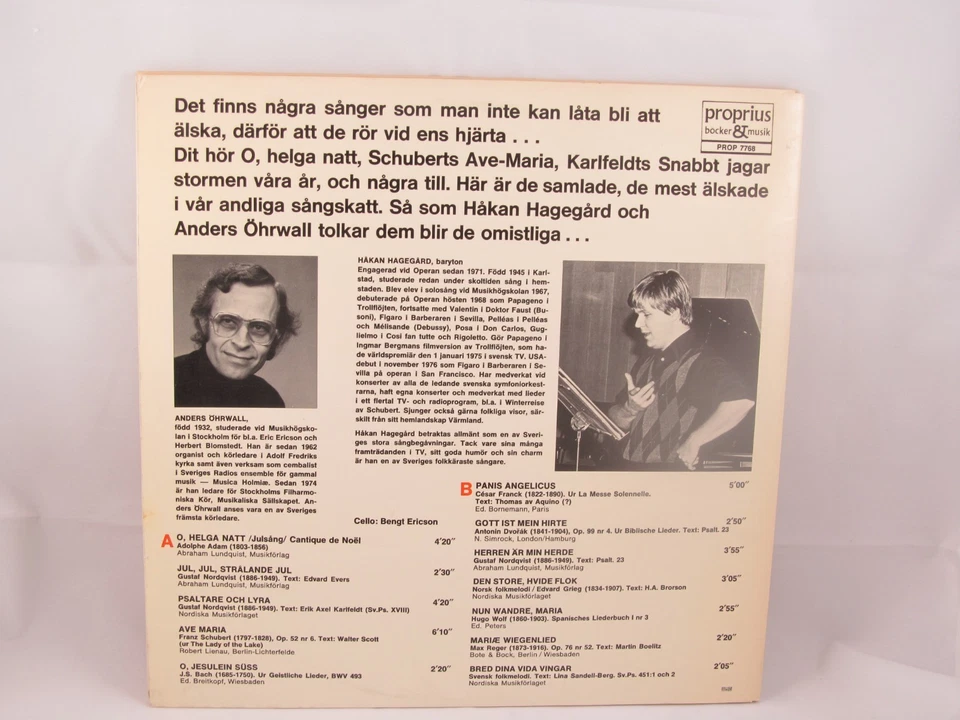 Det finns några sånger som man inte kan låta bli att
älska, därför att de rör vid ens hjärta . . .
Dit hör O, helga natt, Schuberts Ave-Maria, Karlfeldts Snabbt jagar
stormen våra år, och några till. Här är de samlade, de mest älskade
i vår andliga sångskatt. Så som Håkan Hagegård och
Anders Öhrwall tolkar dem blir de omistliga . . .
proprius
bocker & musik
PROP 7768
ANDERS ÖHRWALL,
född 1932, studerade vid Musikhögsko-
lan i Stockholm för bl.a. Eric Ericson och
Herbert Blomstedt. Han är sedan 1962
organist och körledare i Adolf Fredriks
kyrka samt även verksam som cembalist
i Sveriges Radios ensemble för gammal
musik — Musica Holmiæ. Sedan 1974
är han ledare för Stockholms Filharmo-
niska Kör, Musikaliska Sällskapet. An-
ders Öhrwall anses vara en av Sveriges
främsta körledare.
HÅKAN HAGEGÅRD, baryton
Engagerad vid Operan sedan 1971. Född 1945 i Karl-
stad, studerade redan under skoltiden sång i hem-
staden. Blev elev i solosång vid Musikhögskolan 1967,
debuterade på Operan hösten 1968 som Papageno i
Trollflöjten, fortsatte med Valentin i Doktor Faust (Bu-
soni), Figaro i Barberaren i Sevilla, Pelléas i Pelléas
och Mélisande (Debussy), Posa i Don Carlos, Gug-
lielmo i Cosi fan tutte och Rigoletto. Gör Papageno i
Ingmar Bergmans filmversion av Trollflöjten, som ha-
de världspremiär den 1 januari 1975 i svensk TV. USA-
debut i november 1976 som Figaro i Barberaren i Se-
villa på operan i San Francisco. Har medverkat vid
konserter av alla de ledande svenska symfoniorkest-
rarna, haft egna konserter och medverkat med lieder
i ett flertal TV- och radioprogram, bl.a. i Winterreise
av Schubert. Sjunger också gärna folkliga visor, sär-
skilt från sitt hemlandskap Värmland.
Håkan Hagegård betraktas allmänt som en av Sveri-
ges stora sångbegåvningar. Tack vare sina många
framträdanden i TV, sitt goda humör och sin charm
är han en av Sveriges folkkäraste sångare.
Cello: Bengt Ericson
A O, HELGA NATT /Julsång/ Cantique de Noël 4'20"
Adolphe Adam (1803-1856)
Abraham Lundquist, Musikförlag
JUL, JUL, STRÅLANDE JUL 2'30"
Gustaf Nordqvist (1886-1949). Text: Edvard Evers
Abraham Lundquist, Musikförlag
PSALTARE OCH LYRA 4'20"
Gustaf Nordqvist (1886-1949). Text: Erik Axel Karlfeldt (Sv.Ps. XVIII)
Nordiska Musikförlaget
AVE MARIA 6'10"
Franz Schubert (1797-1828), Op. 52 nr 6. Text: Walter Scott
(ur The Lady of the Lake)
Robert Lienau, Berlin-Lichterfelde
O, JESULEIN SÜSS 2'20"
J.S. Bach (1685-1750). Ur Geistliche Lieder, BWV 493
Ed. Breitkopf, Wiesbaden
B PANIS ANGELICUS 5'00"
César Franck (1822-1890). Ur La Messe Solennelle.
Text: Thomas av Aquino (?)
Ed. Bornemann, Paris
GOTT IST MEIN HIRTE 2'50"
Antonin Dvořák (1841-1904), Op. 99 nr 4. Ur Biblische Lieder. Text: Psalt. 23
N. Simrock, London/Hamburg
HERREN ÄR MIN HERDE 3'55"
Gustaf Nordqvist (1886-1949). Text: Psalt. 23
Abraham Lundquist, Musikförlag
DEN STORE, HVIDE FLOK 3'05"
Norsk folkmelodi / Edvard Grieg (1834-1907). Text: H.A. Brorson
Nordiska Musikförlaget
NUN WANDRE, MARIA 2'55"
Hugo Wolf (1860-1903). Spanisches Liederbuch I nr 3
Ed. Peters
MARIÆ WIEGENLIED 2'20"
Max Reger (1873-1916). Op. 76 nr 52. Text: Martin Boelitz
Bote & Bock, Berlin / Wiesbaden
BRED DINA VIDA VINGAR 2'05"
Svensk folkmelodi. Text: Lina Sandell-Berg. Sv.Ps. 451:1 och 2
Nordiska Musikförlaget